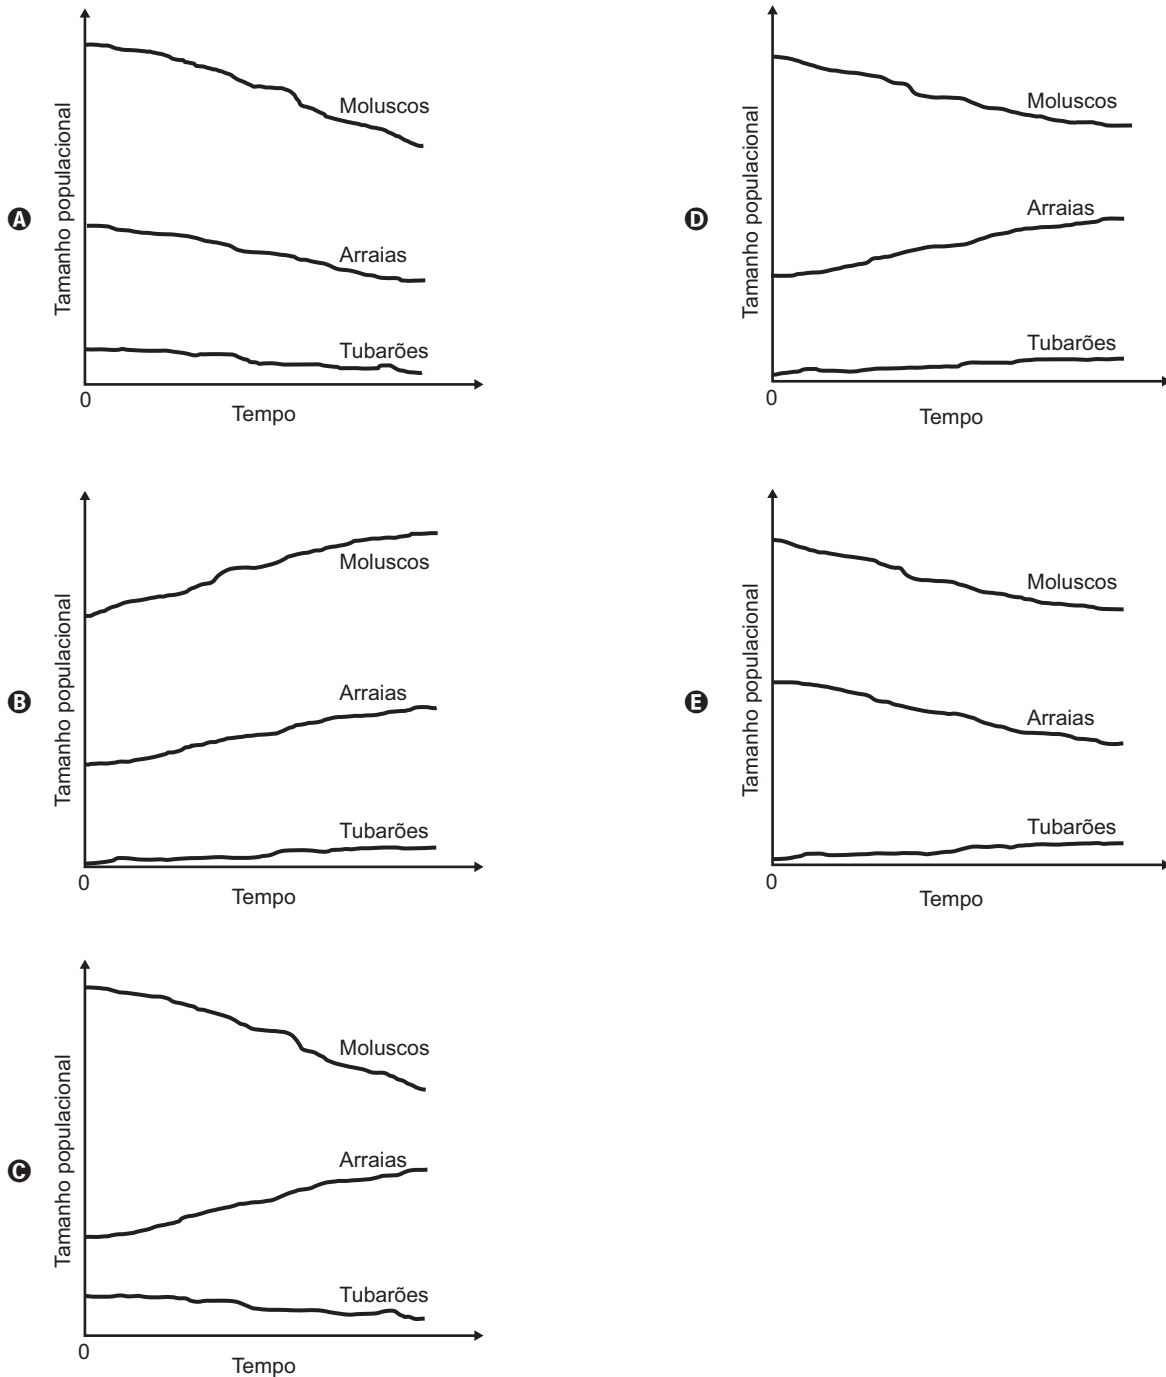 A
Tamanho populacional
Moluscos
Arraias
Tubarões
0
Tempo
B
Tamanho populacional
Moluscos
Arraias
Tubarões
0
Tempo
C
Tamanho populacional
Moluscos
Arraias
Tubarões
0
Tempo
D
Tamanho populacional
Moluscos
Arraias
Tubarões
0
Tempo
E
Tamanho populacional
Moluscos
Arraias
Tubarões
0
Tempo